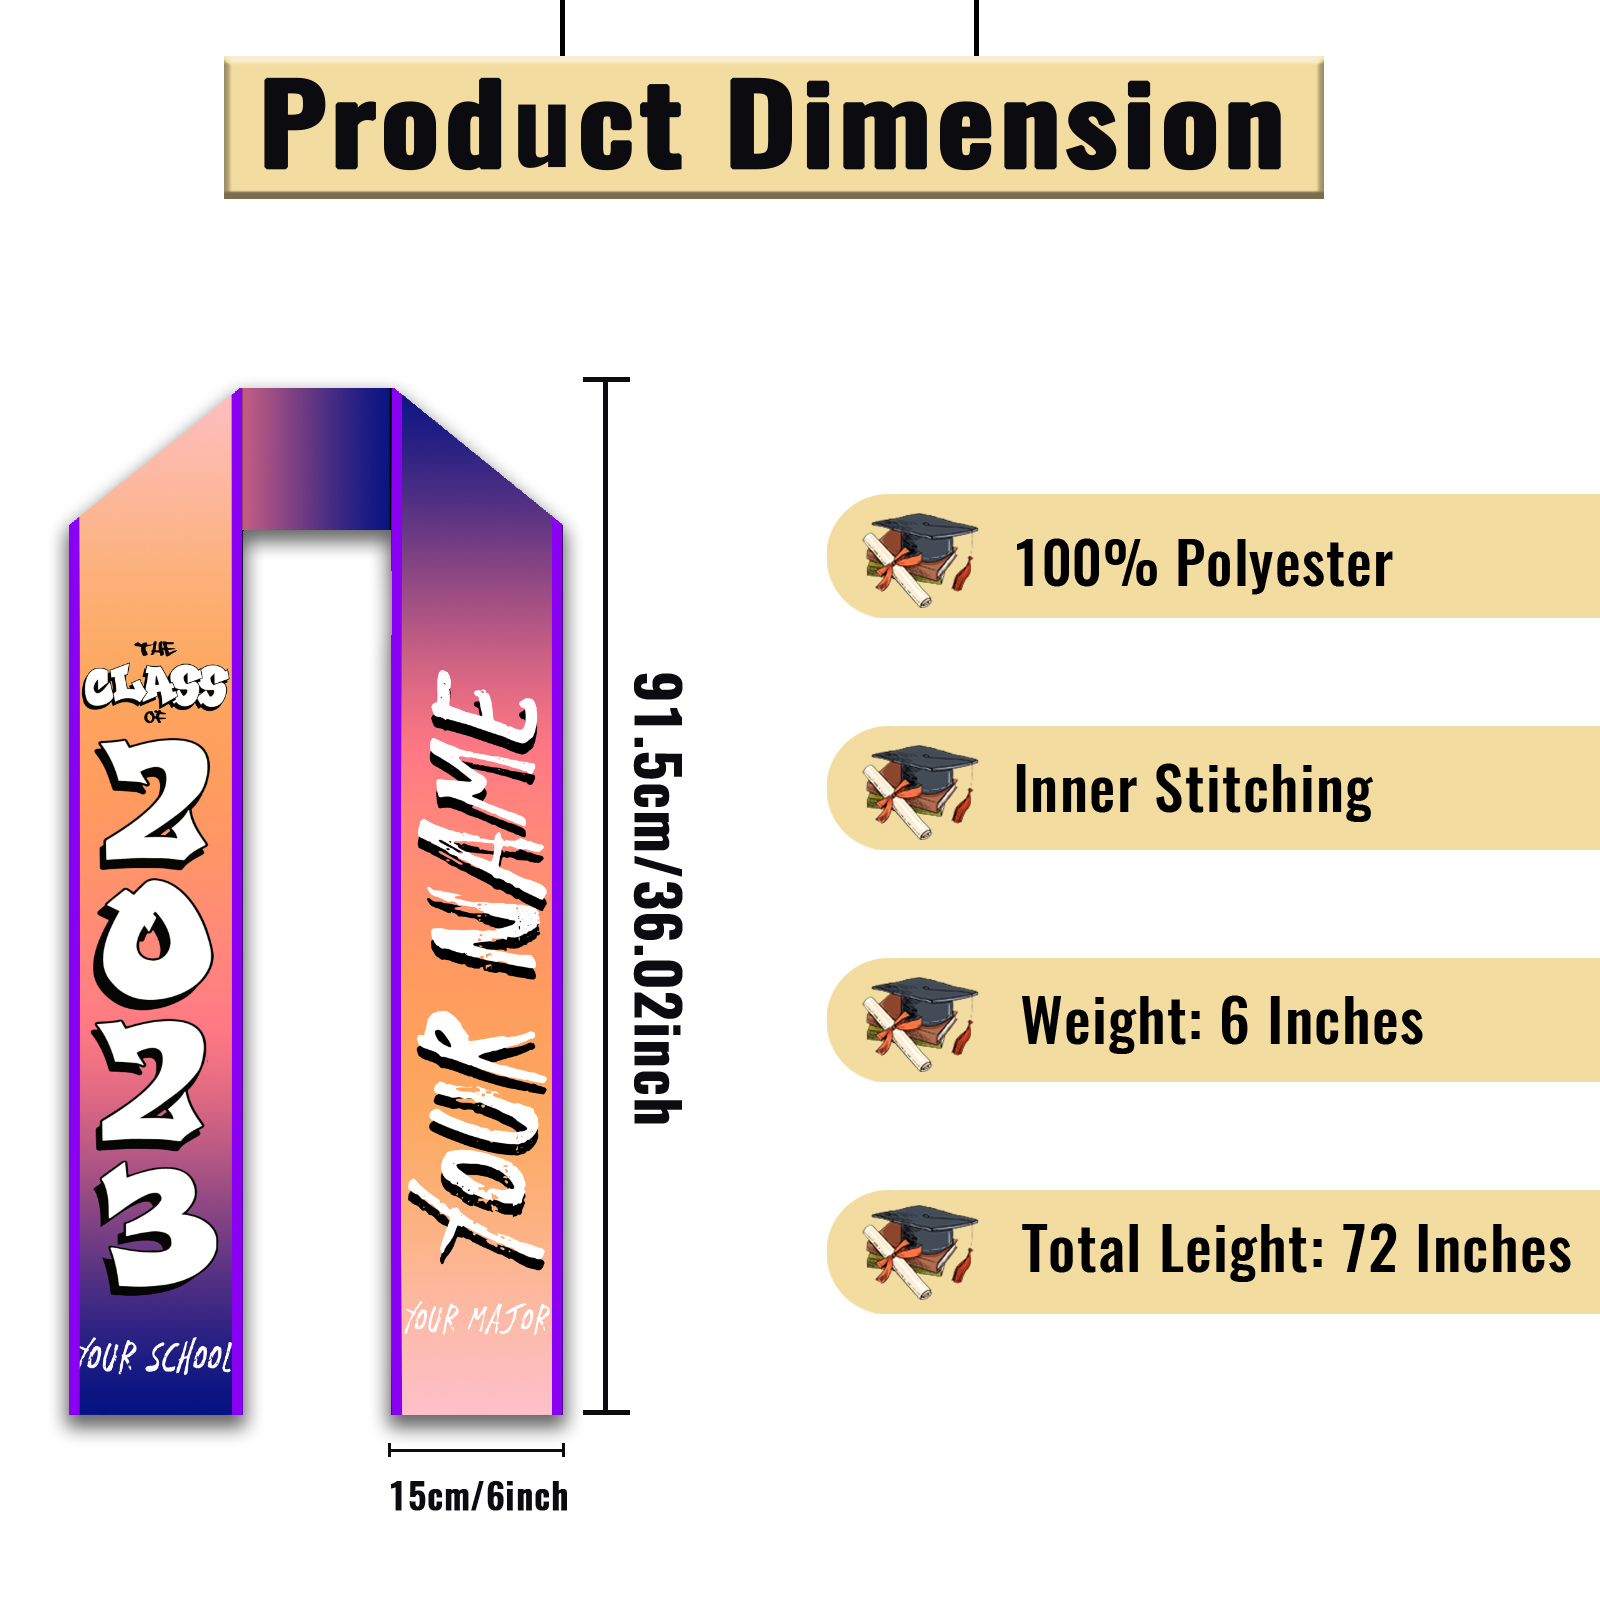 Product Dimension
THE
CLASS
OF
2023
YOUR SCHOOL
YOUR NAME
YOUR MAJOR
91.5cm/36.02inch
15cm/6inch
100% Polyester
Inner Stitching
Weight: 6 Inches
Total Leight: 72 Inches